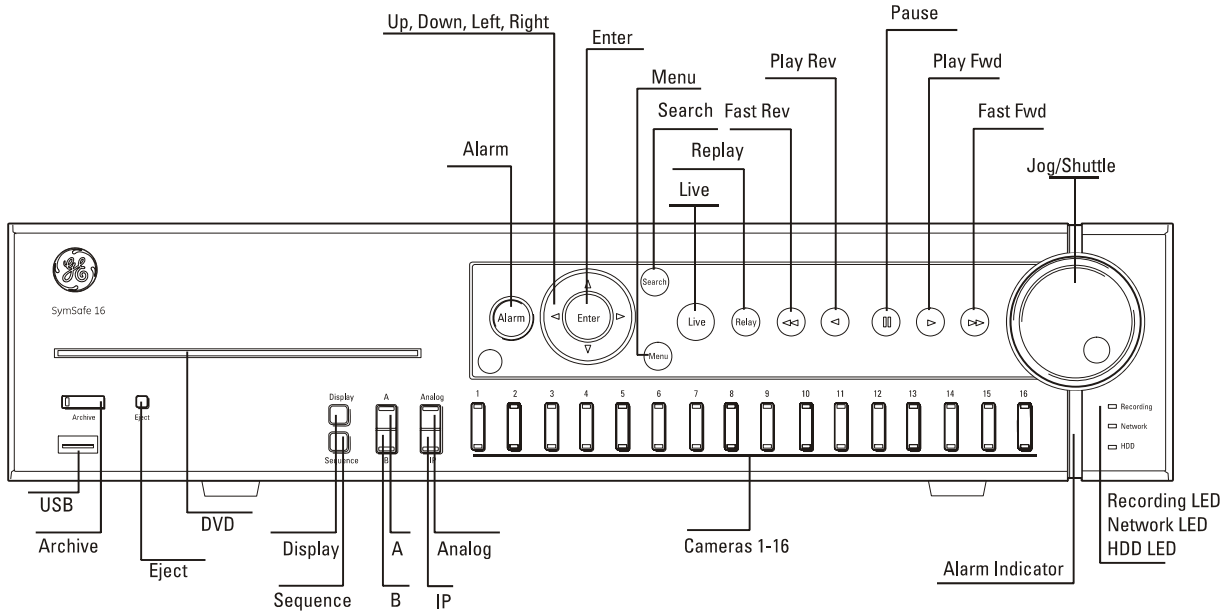 Up, Down, Left, Right
Enter
Pause
Menu
Play Rev
Play Fwd
Search
Fast Rev
Fast Fwd
Alarm
Replay
Jog/Shuttle
Live
GE
SymSafe 16
Alarm
Enter
Search
Menu
Live
Relay
Archive
Eject
Display
Sequence
A
B
Analog
IP
1 2 3 4 5 6 7 8 9 10 11 12 13 14 15 16
Recording
Network
HDD
USB
Archive
Eject
DVD
Display
Sequence
A
B
Analog
IP
Cameras 1-16
Alarm Indicator
Recording LED
Network LED
HDD LED